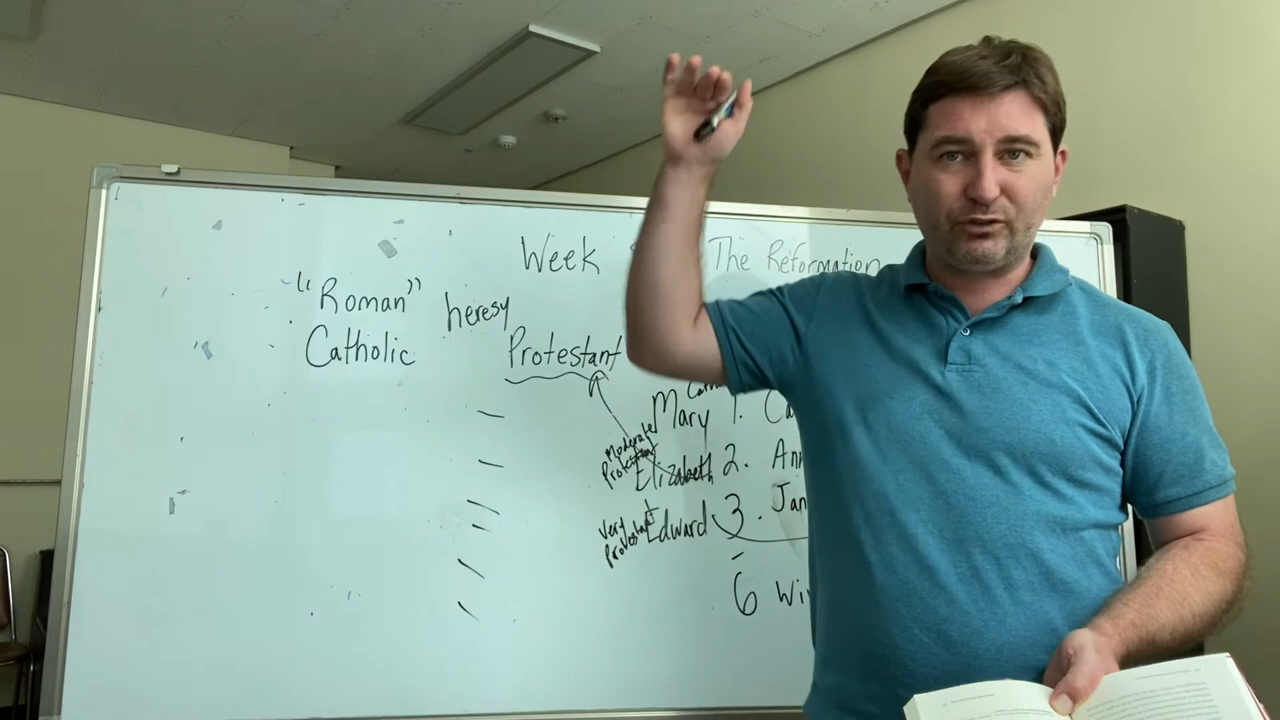 Week The Reformation
"Roman" heresy
Catholic Protestant
Mary 1.
Moderate
Protestant Elizabeth 2.
Very
Protestant Edward 3.
6